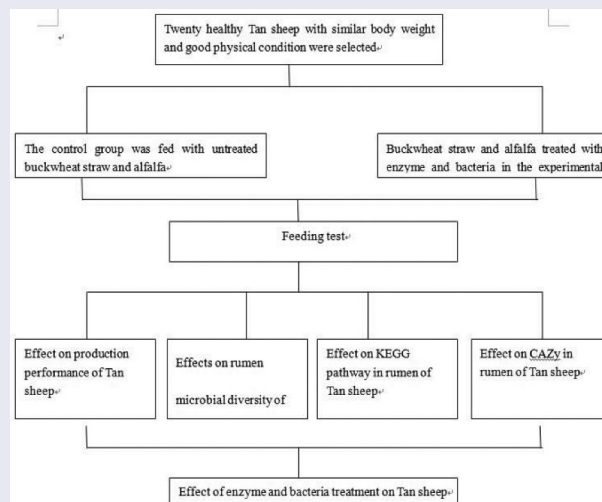 Twenty healthy Tan sheep with similar body weight
and good physical condition were selected
The control group was fed with untreated
buckwheat straw and alfalfa
Buckwheat straw and alfalfa treated with
enzyme and bacteria in the experimental
Feeding test
Effect on production
performance of Tan
sheep
Effects on rumen
microbial diversity of
Effect on KEGG
pathway in rumen of
Tan sheep
Effect on CAZy in
rumen of Tan sheep
Effect of enzyme and bacteria treatment on Tan sheep